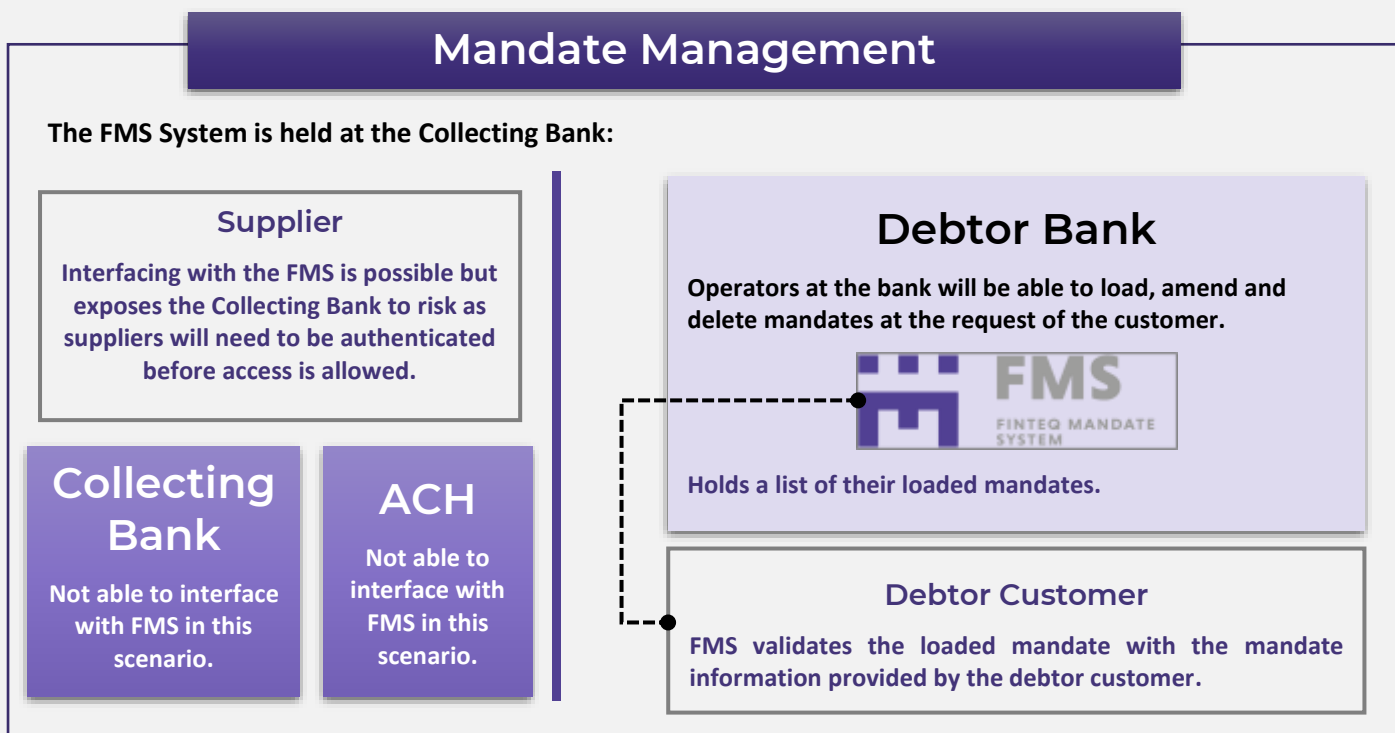 Mandate Management
The FMS System is held at the Collecting Bank:
Supplier
Interfacing with the FMS is possible but
exposes the Collecting Bank to risk as
suppliers will need to be authenticated
before access is allowed.
Collecting
Bank
Not able to interface
with FMS in this
scenario.
ACH
Not able to
interface with
FMS in this
scenario.
Debtor Bank
Operators at the bank will be able to load, amend and
delete mandates at the request of the customer.
FMS
FINTEQ MANDATE
SYSTEM
Holds a list of their loaded mandates.
Debtor Customer
FMS validates the loaded mandate with the mandate
information provided by the debtor customer.